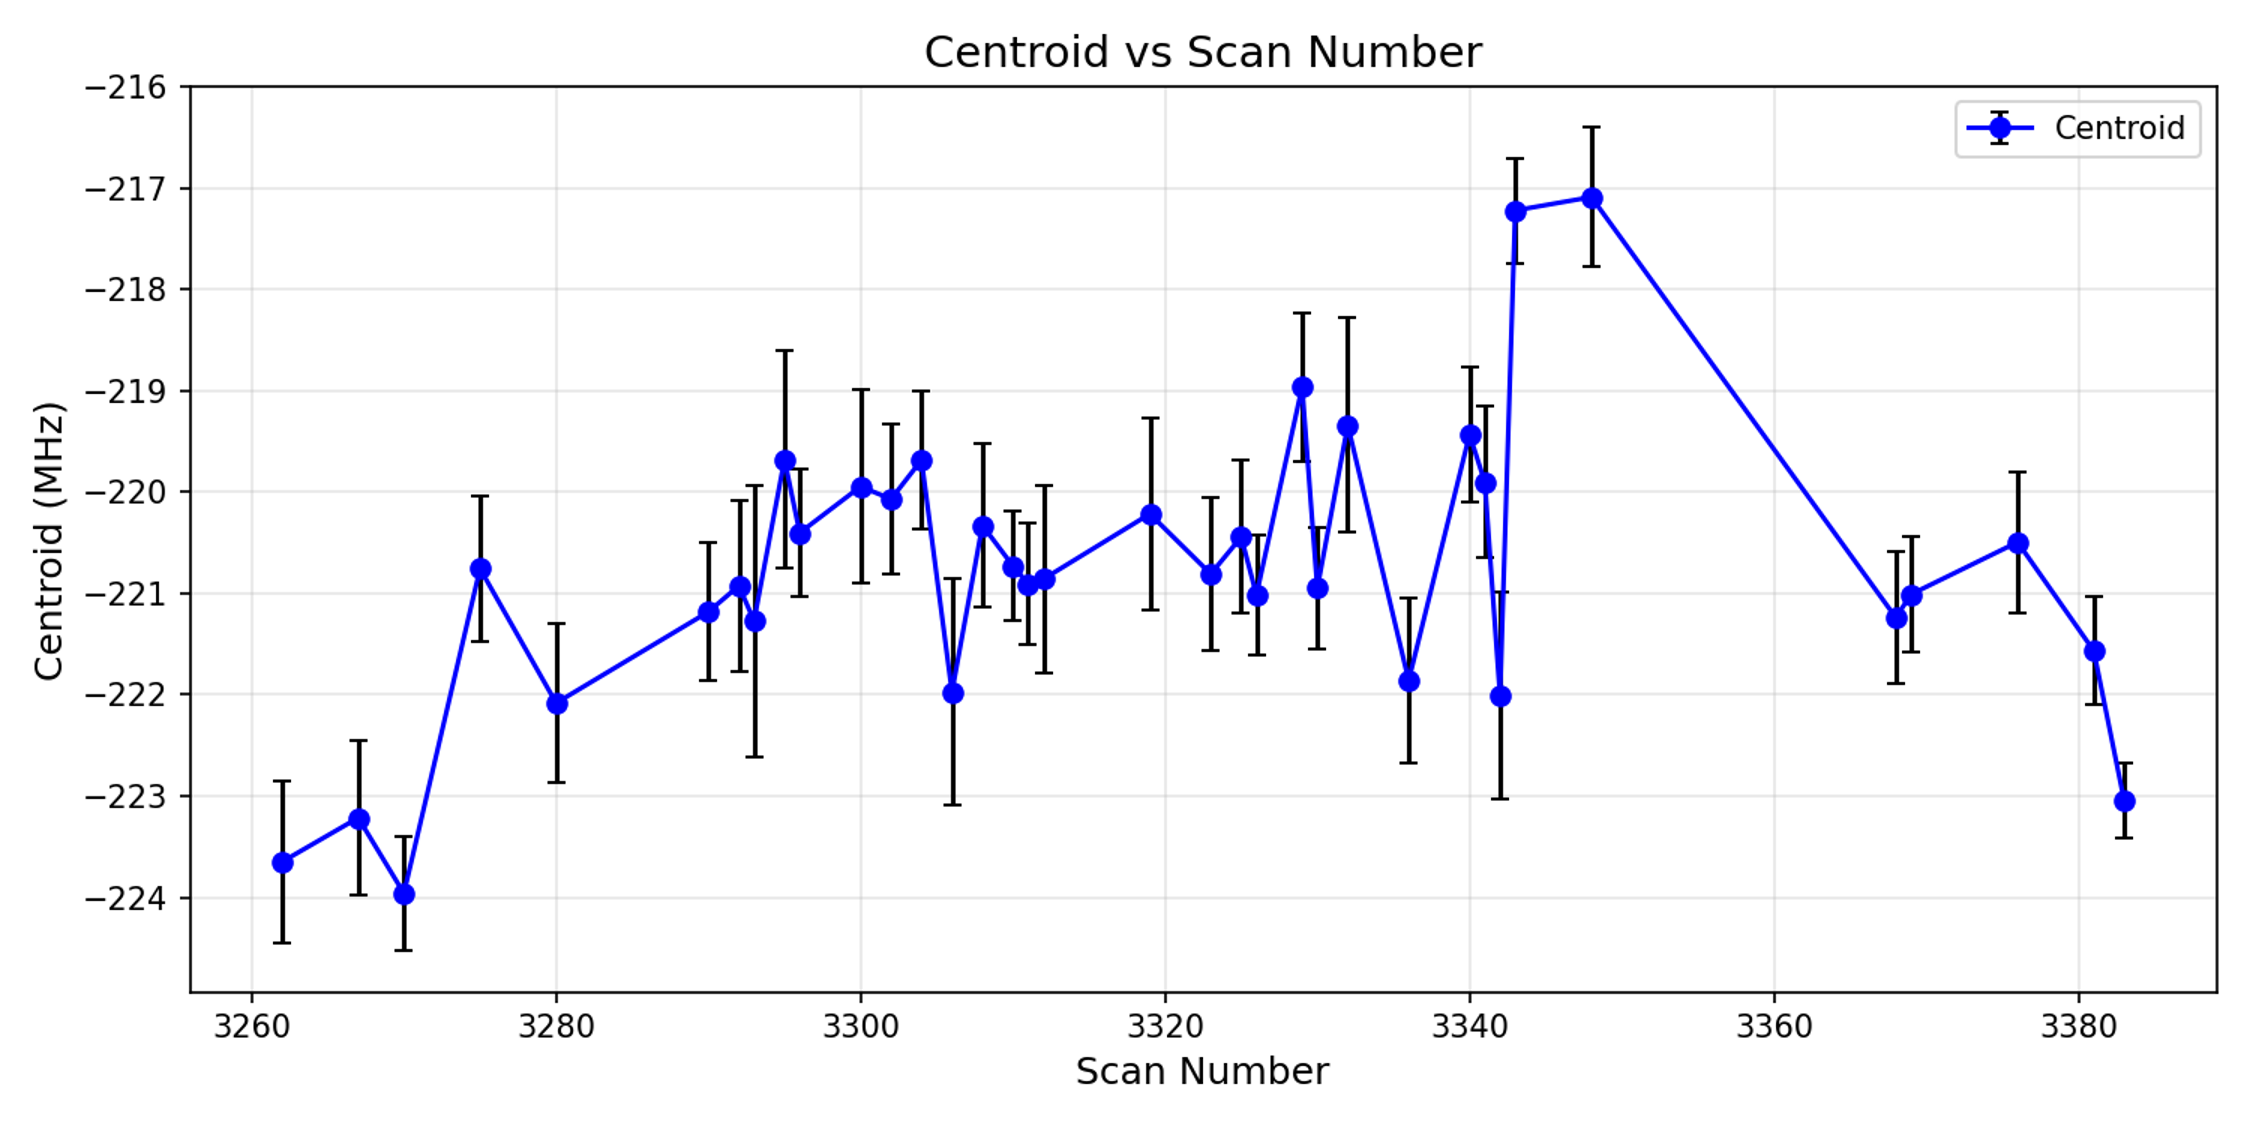 Centroid vs Scan Number
Centroid
Centroid (MHz)
−216
−217
−218
−219
−220
−221
−222
−223
−224
3260 3280 3300 3320 3340 3360 3380
Scan Number